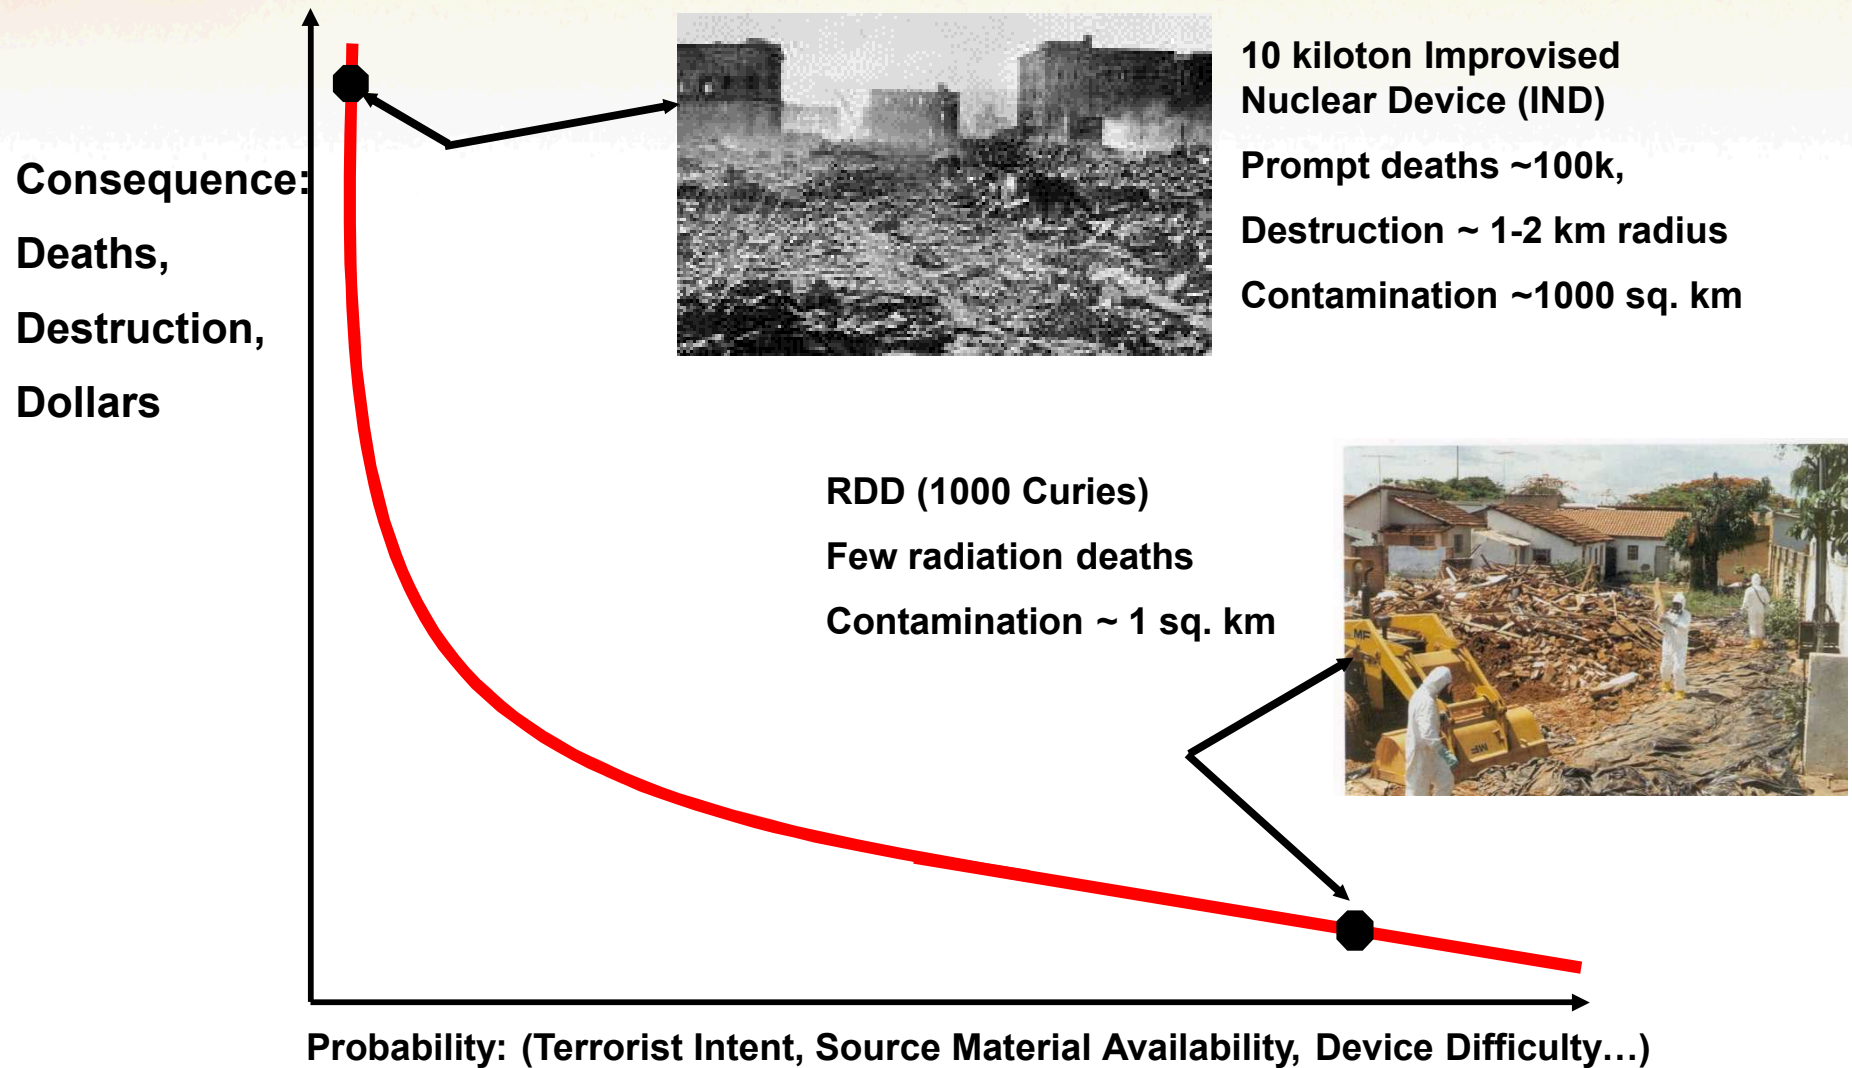 10 kiloton Improvised
Nuclear Device (IND)
Prompt deaths ~100k,
Destruction ~ 1-2 km radius
Contamination ~1000 sq. km
Consequence:
Deaths,
Destruction,
Dollars
RDD (1000 Curies)
Few radiation deaths
Contamination ~ 1 sq. km
MF
MF
Probability: (Terrorist Intent, Source Material Availability, Device Difficulty…)